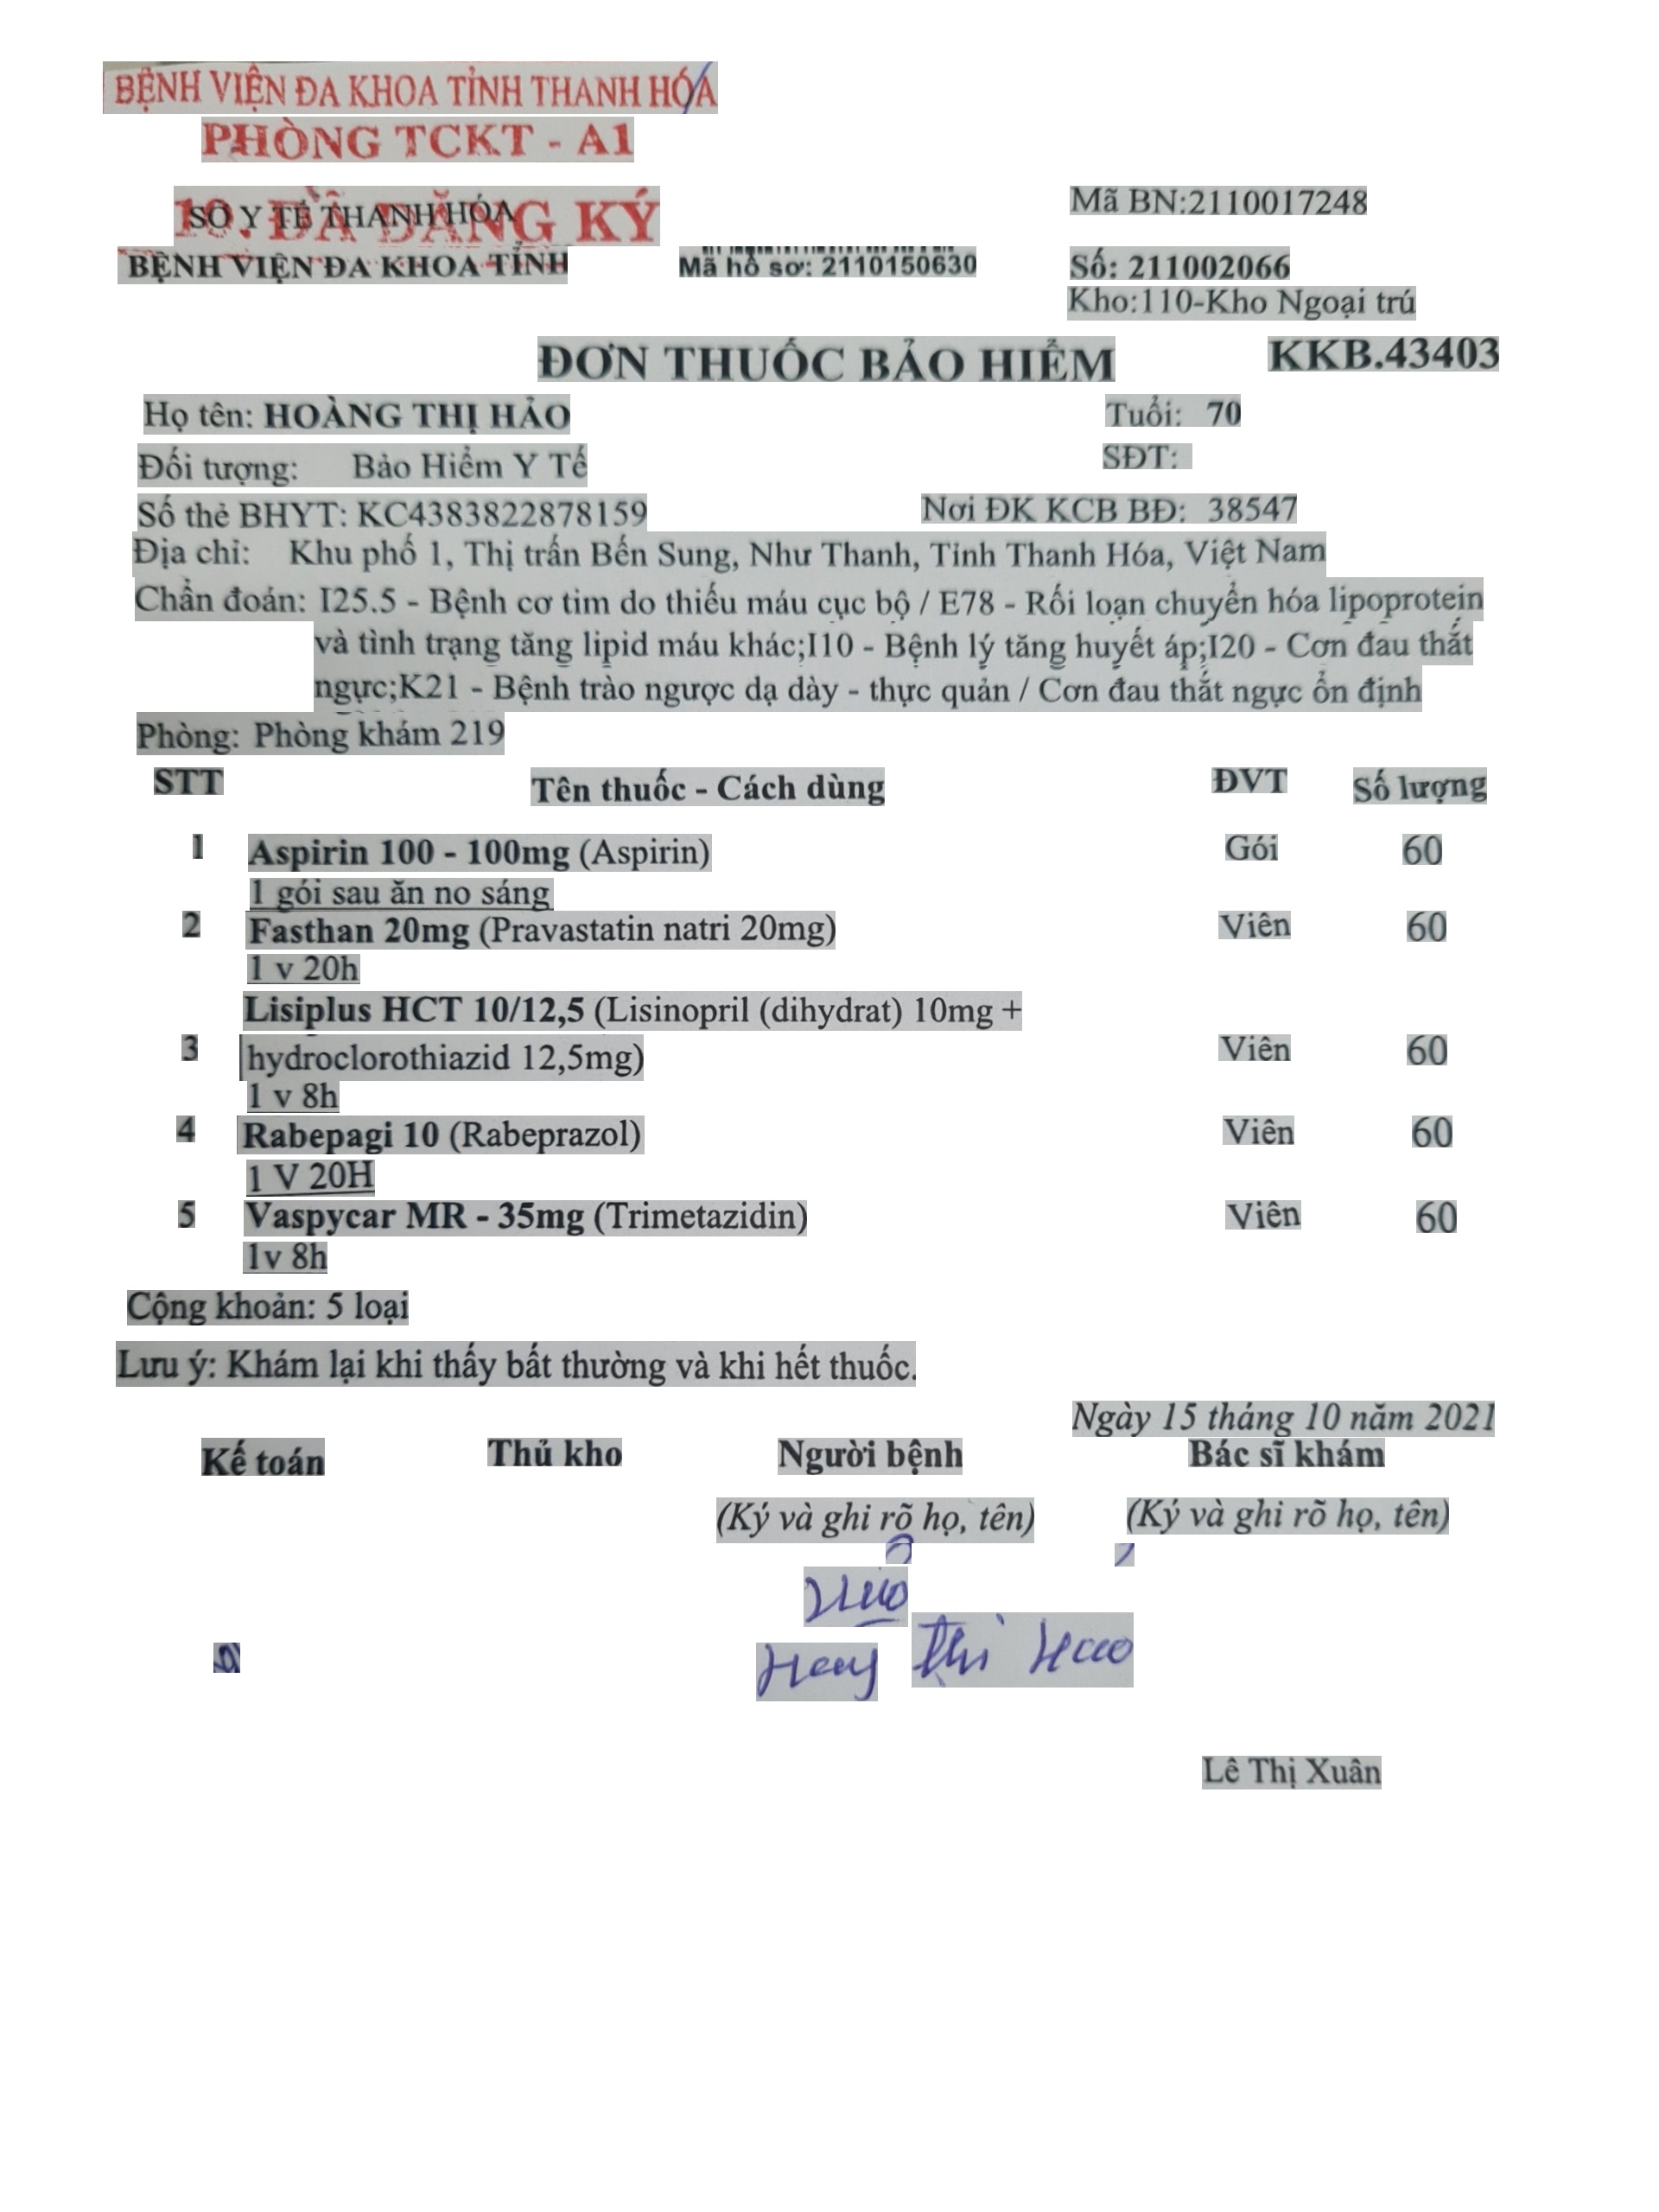 BỆNH VIỆN ĐA KHOA TỈNH THANH HÓA
PHÒNG TCKT - A1
ĐÃ ĐĂNG KÝ
SỞ Y TẾ THANH HÓA
Mã BN:2110017248
BỆNH VIỆN ĐA KHOA TỈNH
Mã hồ sơ: 2110150630
Số: 211002066
Kho:110-Kho Ngoại trú
ĐƠN THUỐC BẢO HIỂM
KKB.43403
Họ tên: HOÀNG THỊ HẢO
Tuổi: 70
Đối tượng: Bảo Hiểm Y Tế
SĐT:
Số thẻ BHYT: KC4383822878159
Nơi ĐK KCB BĐ: 38547
Địa chỉ: Khu phố 1, Thị trấn Bến Sung, Như Thanh, Tỉnh Thanh Hóa, Việt Nam
Chẩn đoán: I25.5 - Bệnh cơ tim do thiếu máu cục bộ / E78 - Rối loạn chuyển hóa lipoprotein
và tình trạng tăng lipid máu khác;I10 - Bệnh lý tăng huyết áp;I20 - Cơn đau thắt
ngực;K21 - Bệnh trào ngược dạ dày - thực quản / Cơn đau thắt ngực ổn định
Phòng: Phòng khám 219
STT Tên thuốc - Cách dùng ĐVT Số lượng
1 Aspirin 100 - 100mg (Aspirin) Gói 60
1 gói sau ăn no sáng
2 Fasthan 20mg (Pravastatin natri 20mg) Viên 60
1 v 20h
Lisiplus HCT 10/12,5 (Lisinopril (dihydrat) 10mg +
3 hydroclorothiazid 12,5mg) Viên 60
1 v 8h
4 Rabepagi 10 (Rabeprazol) Viên 60
1 V 20H
5 Vaspycar MR - 35mg (Trimetazidin) Viên 60
1v 8h
Cộng khoản: 5 loại
Lưu ý: Khám lại khi thấy bất thường và khi hết thuốc.
Ngày 15 tháng 10 năm 2021
Kế toán Thủ kho Người bệnh Bác sĩ khám
(Ký và ghi rõ họ, tên) (Ký và ghi rõ họ, tên)
Thị
Lê Thị Xuân